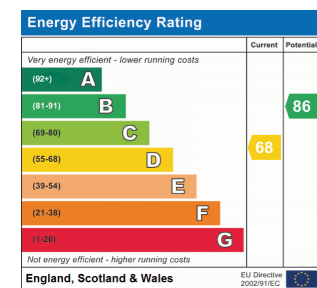 Energy Efficiency Rating
Current Potential
Very energy efficient - lower running costs
(92+) A
(81-91) B
86
(69-80) C
(55-68) D
68
(39-54) E
(21-38) F
(1-20) G
Not energy efficient - higher running costs
England, Scotland & Wales
EU Directive
2002/91/EC